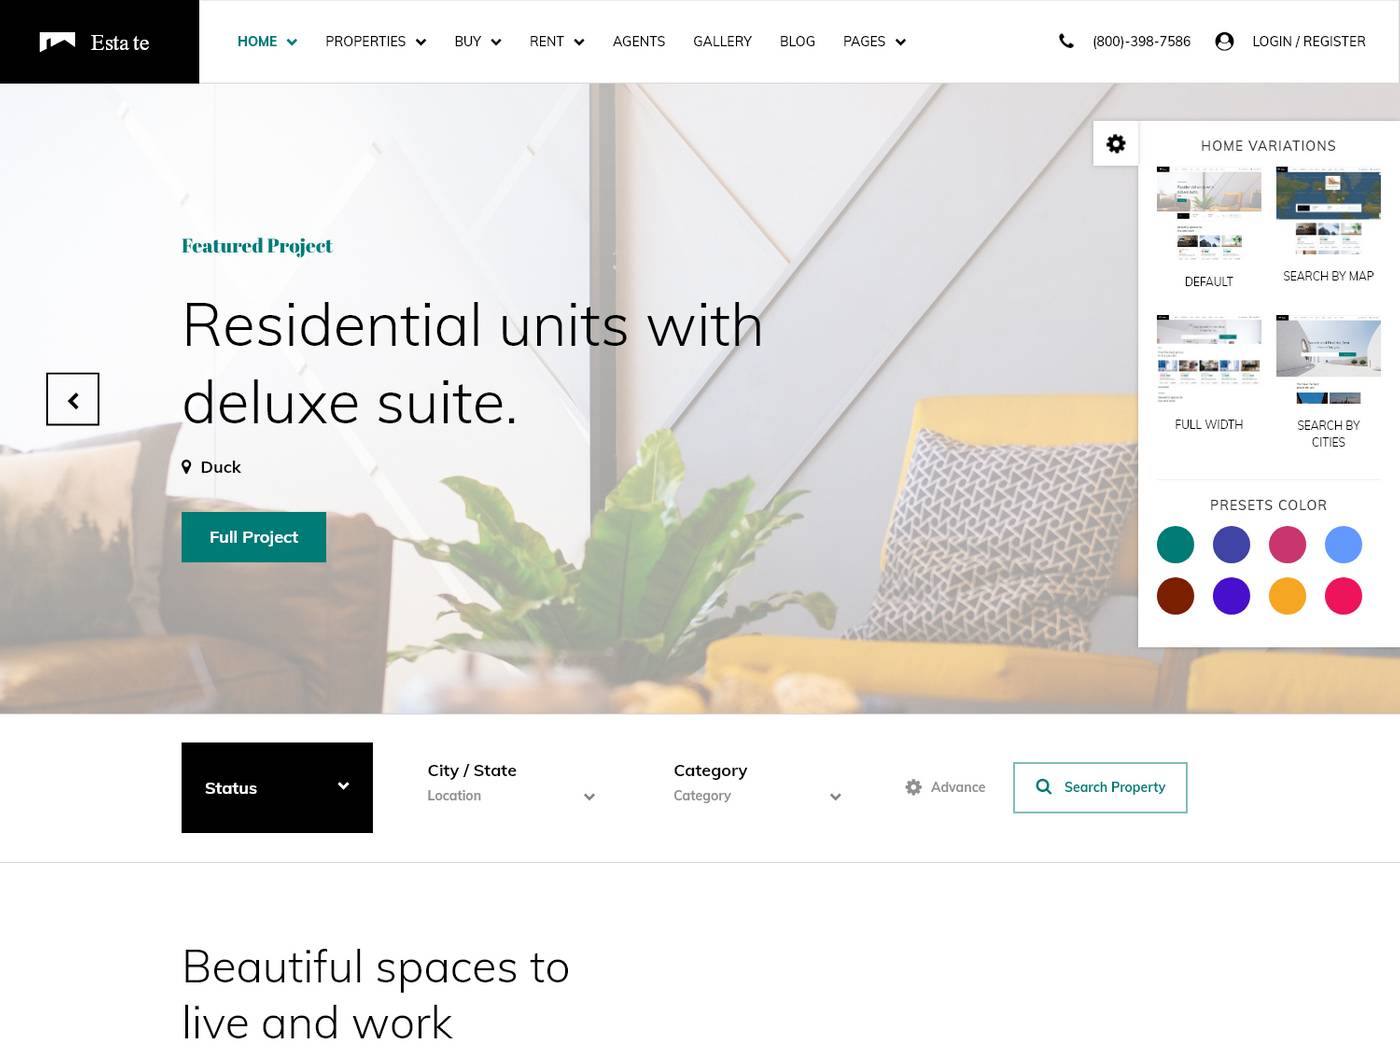 Esta te
HOME
PROPERTIES
BUY
RENT
AGENTS
GALLERY
BLOG
PAGES
(800)-398-7586
LOGIN / REGISTER
Featured Project
Residential units with
deluxe suite.
Duck
Full Project
HOME VARIATIONS
DEFAULT
SEARCH BY MAP
FULL WIDTH
SEARCH BY
CITIES
PRESETS COLOR
Status
City / State
Location
Category
Category
Advance
Search Property
Beautiful spaces to
live and work